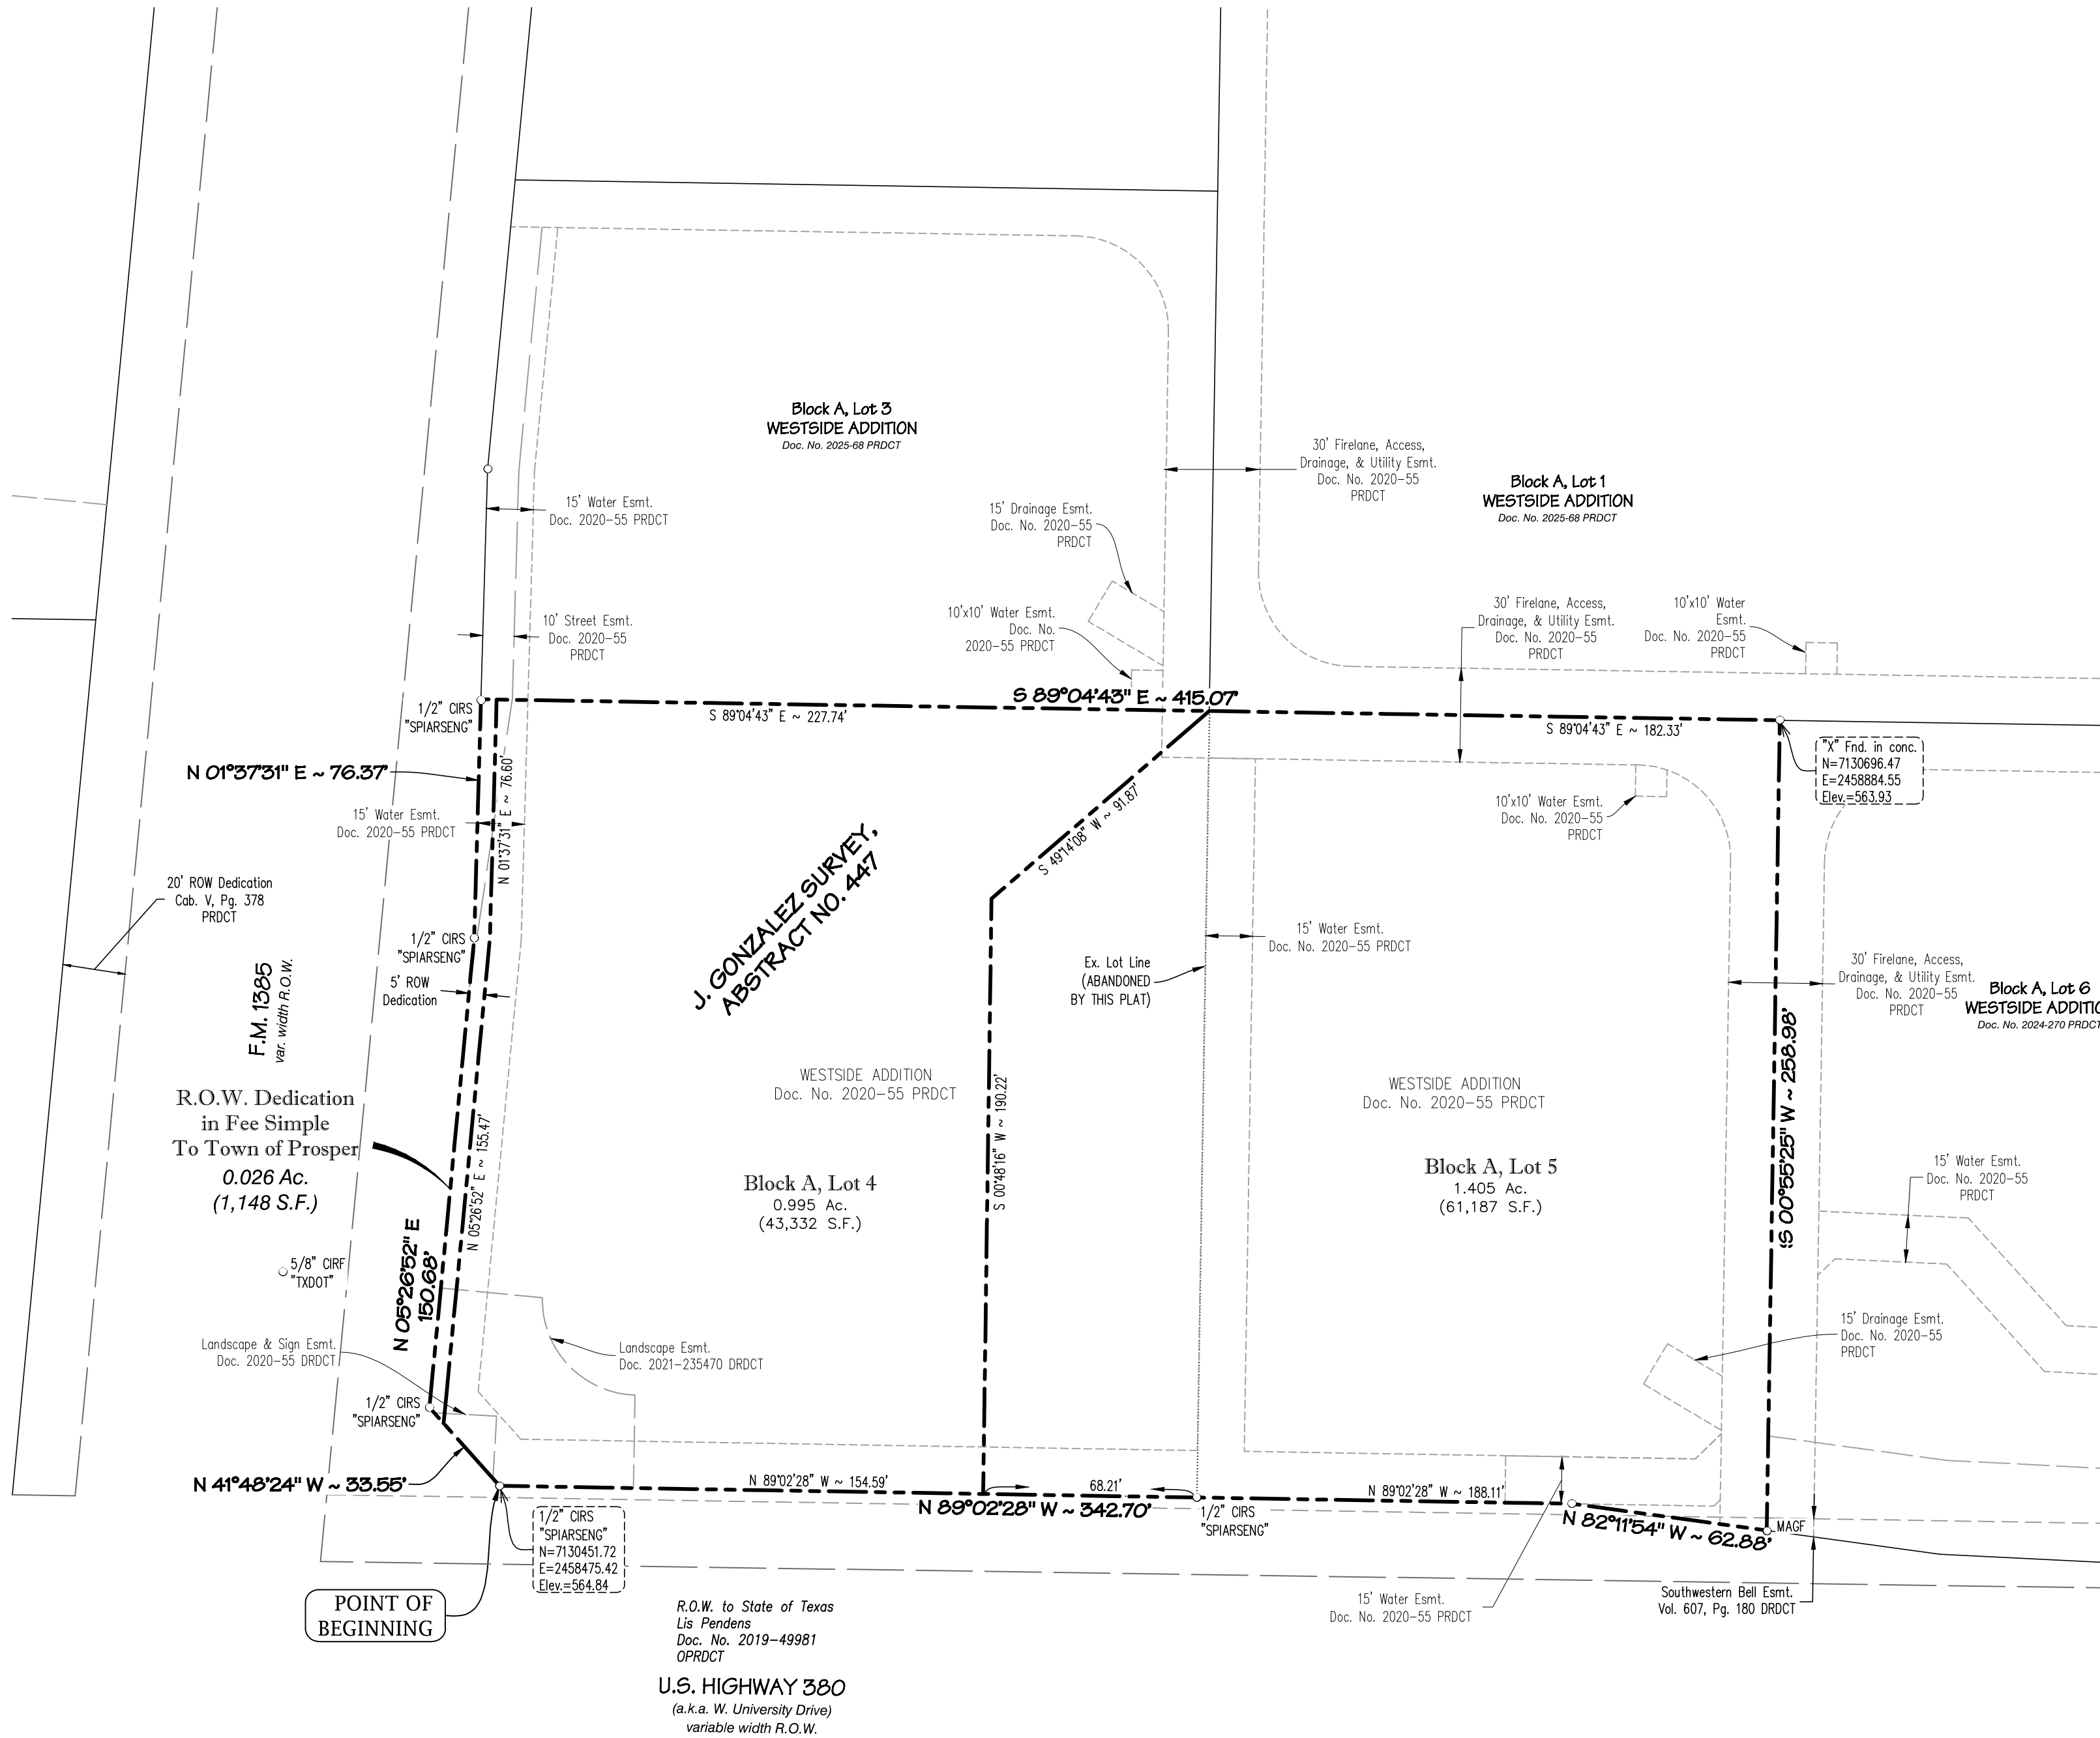 Block A, Lot 3
WESTSIDE ADDITION
Doc. No. 2025-68 PRDCT
30' Firelane, Access,
Drainage, & Utility Esmt.
Doc. No. 2020-55
PRDCT
Block A, Lot 1
WESTSIDE ADDITION
Doc. No. 2025-68 PRDCT
15' Water Esmt.
Doc. 2020-55 PRDCT
15' Drainage Esmt.
Doc. No. 2020-55
PRDCT
10' Street Esmt.
Doc. 2020-55
PRDCT
10'x10' Water Esmt.
Doc. No.
2020-55 PRDCT
30' Firelane, Access,
Drainage, & Utility Esmt.
Doc. No. 2020-55
PRDCT
10'x10' Water
Esmt.
Doc. No. 2020-55
PRDCT
1/2" CIRS
"SPIARSENG"
S 89°04'43" E ~ 415.07'
S 89°04'43" E ~ 227.74'
S 89°04'43" E ~ 182.33'
"X" Fnd. in conc.
N=7130696.47
E=2458884.55
Elev.=563.93
N 01°37'31" E ~ 76.37'
N 01°37'31" E ~ 76.60'
15' Water Esmt.
Doc. 2020-55 PRDCT
S 49°14'08" W ~ 91.87'
10'x10' Water Esmt.
Doc. No. 2020-55
PRDCT
J. GONZALEZ SURVEY,
ABSTRACT NO. 447
20' ROW Dedication
Cab. V, Pg. 378
PRDCT
1/2" CIRS
"SPIARSENG"
5' ROW
Dedication
15' Water Esmt.
Doc. No. 2020-55 PRDCT
Ex. Lot Line
(ABANDONED
BY THIS PLAT)
30' Firelane, Access,
Drainage, & Utility Esmt.
Doc. No. 2020-55
PRDCT
Block A, Lot 6
WESTSIDE ADDITIO
Doc. No. 2024-270 PRDCT
F.M. 1385
var. width R.O.W.
S 00°55'25" W ~ 258.98'
R.O.W. Dedication
in Fee Simple
To Town of Prosper
0.026 Ac.
(1,148 S.F.)
WESTSIDE ADDITION
Doc. No. 2020-55 PRDCT
S 00°48'16" W ~ 190.22'
WESTSIDE ADDITION
Doc. No. 2020-55 PRDCT
N 05°26'52" E ~ 155.47'
Block A, Lot 4
0.995 Ac.
(43,332 S.F.)
Block A, Lot 5
1.405 Ac.
(61,187 S.F.)
15' Water Esmt.
Doc. No. 2020-55
PRDCT
N 05°26'52" E
150.68'
5/8" CIRF
"TXDOT"
Landscape & Sign Esmt.
Doc. 2020-55 DRDCT
Landscape Esmt.
Doc. 2021-235470 DRDCT
15' Drainage Esmt.
Doc. No. 2020-55
PRDCT
1/2" CIRS
"SPIARSENG"
N 41°48'24" W ~ 33.55'
N 89°02'28" W ~ 154.59'
68.21'
N 89°02'28" W ~ 188.11'
N 89°02'28" W ~ 342.70'
1/2" CIRS
"SPIARSENG"
N 82°11'54" W ~ 62.88'
MAGF
1/2" CIRS
"SPIARSENG"
N=7130451.72
E=2458475.42
Elev.=564.84
POINT OF
BEGINNING
15' Water Esmt.
Doc. No. 2020-55 PRDCT
Southwestern Bell Esmt.
Vol. 607, Pg. 180 DRDCT
R.O.W. to State of Texas
Lis Pendens
Doc. No. 2019-49981
OPRDCT
U.S. HIGHWAY 380
(a.k.a. W. University Drive)
variable width R.O.W.